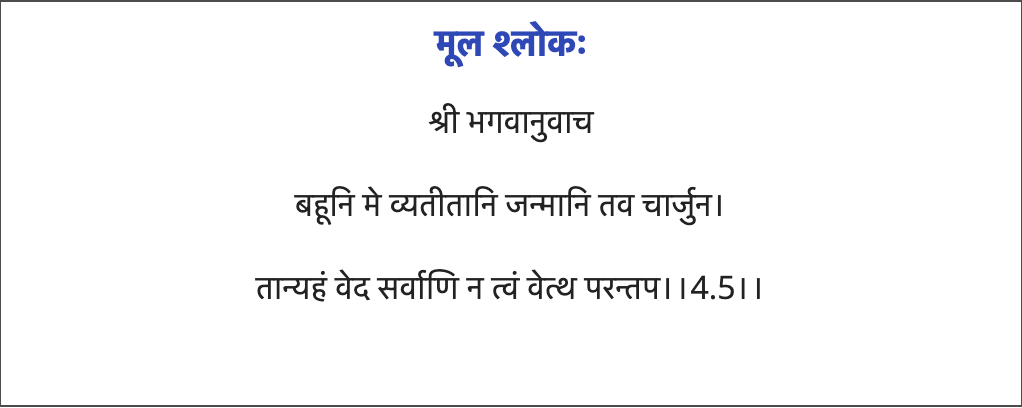 मूल श्लोकः
श्री भगवानुवाच
बहूनि मे व्यतीतानि जन्मानि तव चार्जुन।
तान्यहं वेद सर्वाणि न त्वं वेत्थ परन्तप।।4.5।।